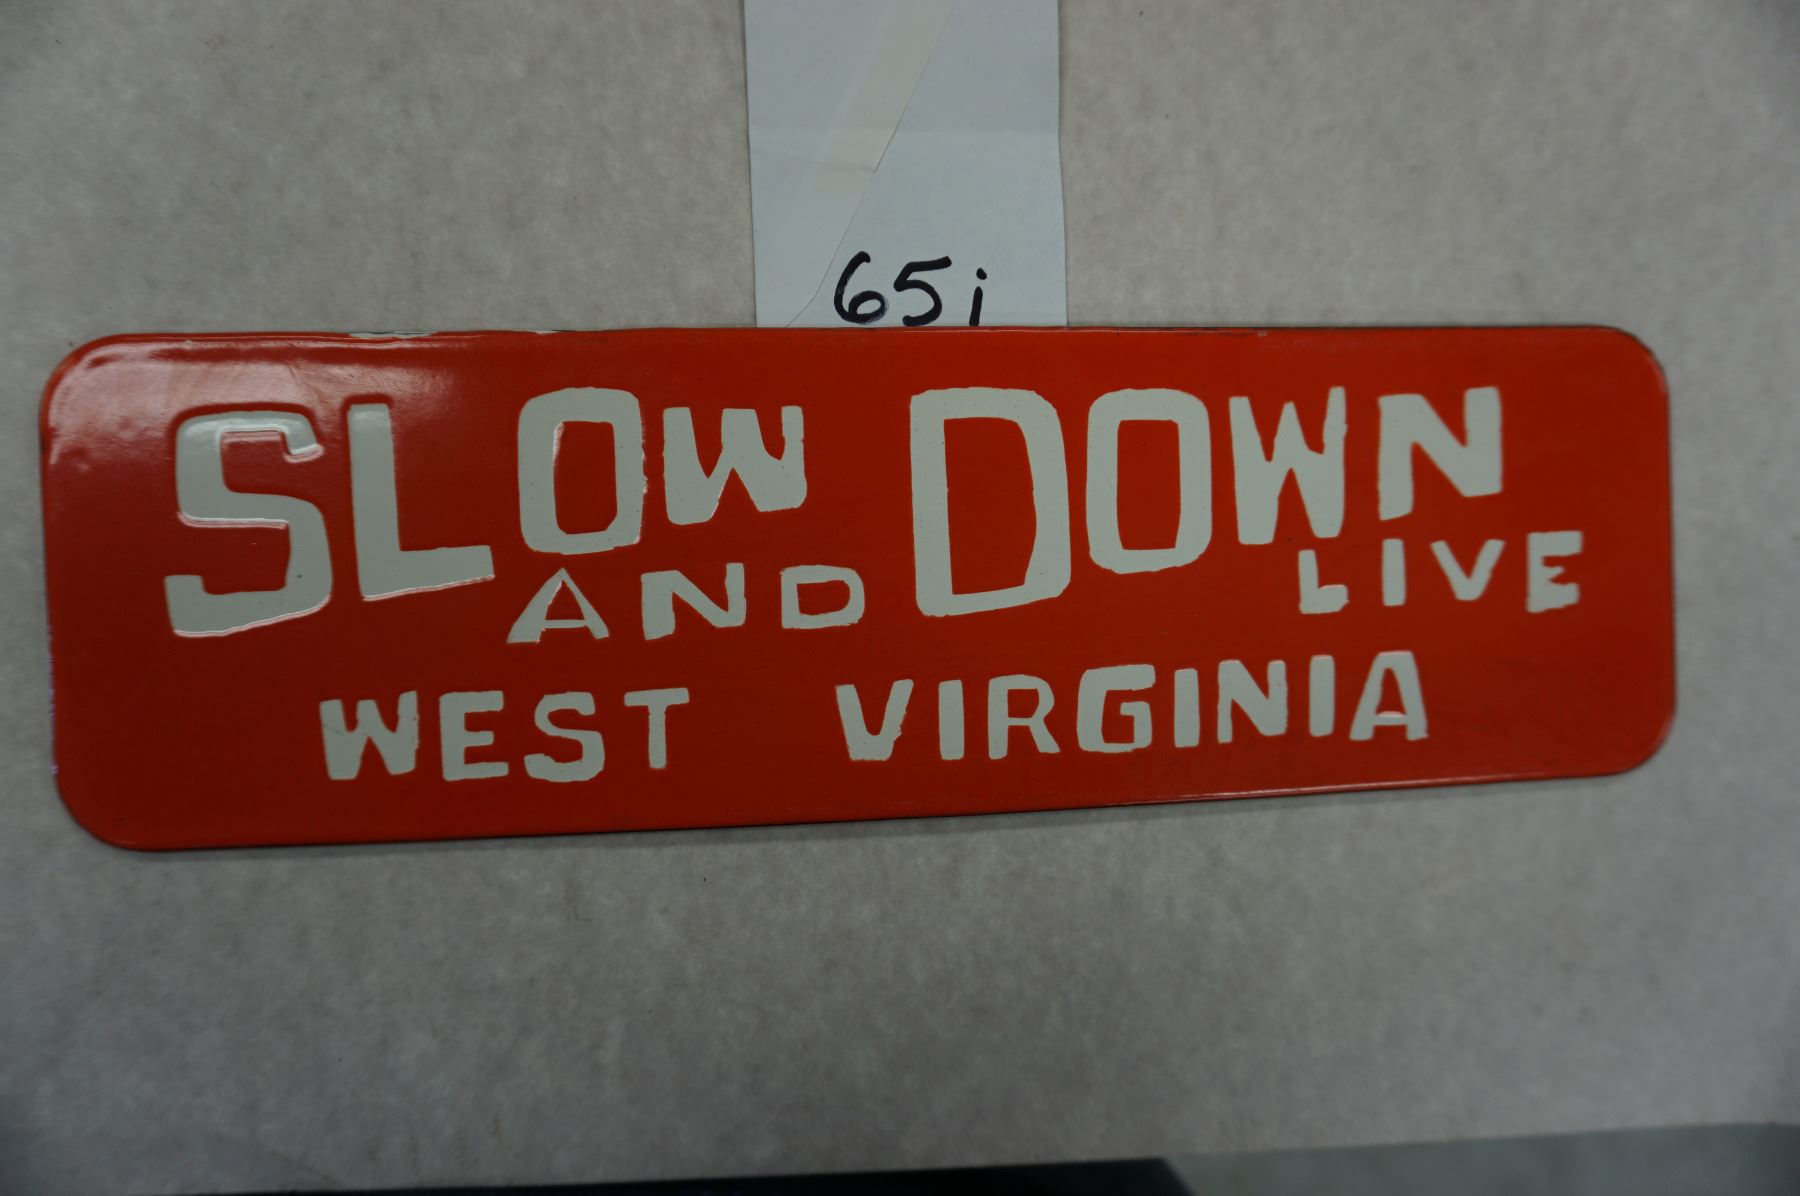 65i
SLOW DOWN
AND LIVE
WEST VIRGINIA